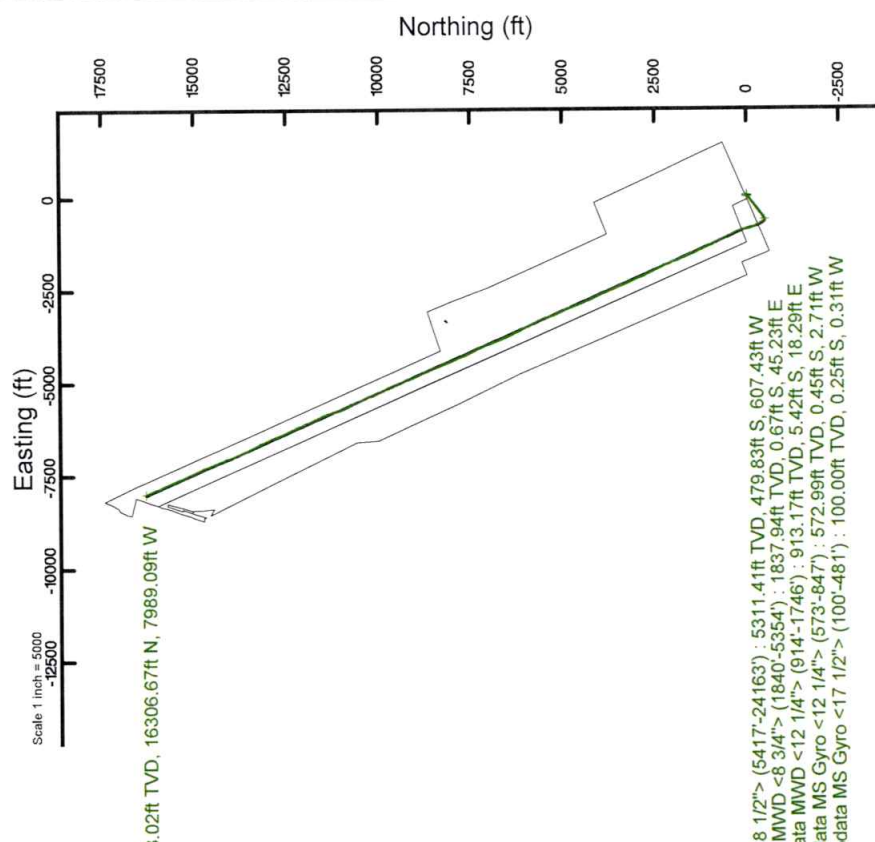 Northing (ft)
17500
15000
12500
10000
7500
5000
2500
0
-2500
Easting (ft)
0
-2500
-5000
-7500
-10000
-12500
Scale 1 inch = 5000
.02ft TVD, 16306.67ft N, 7989.09ft W
8 1/2"> (5417'-24163') : 5311.41ft TVD, 479.83ft S, 607.43ft W
MWD <8 3/4"> (1840'-5354') : 1837.94ft TVD, 0.67ft S, 45.23ft E
ata MWD <12 1/4"> (914'-1746') : 913.17ft TVD, 5.42ft S, 18.29ft E
ata MS Gyro <12 1/4"> (573'-847') : 572.99ft TVD, 0.45ft S, 2.71ft W
data MS Gyro <17 1/2"> (100'-481') : 100.00ft TVD, 0.25ft S, 0.31ft W